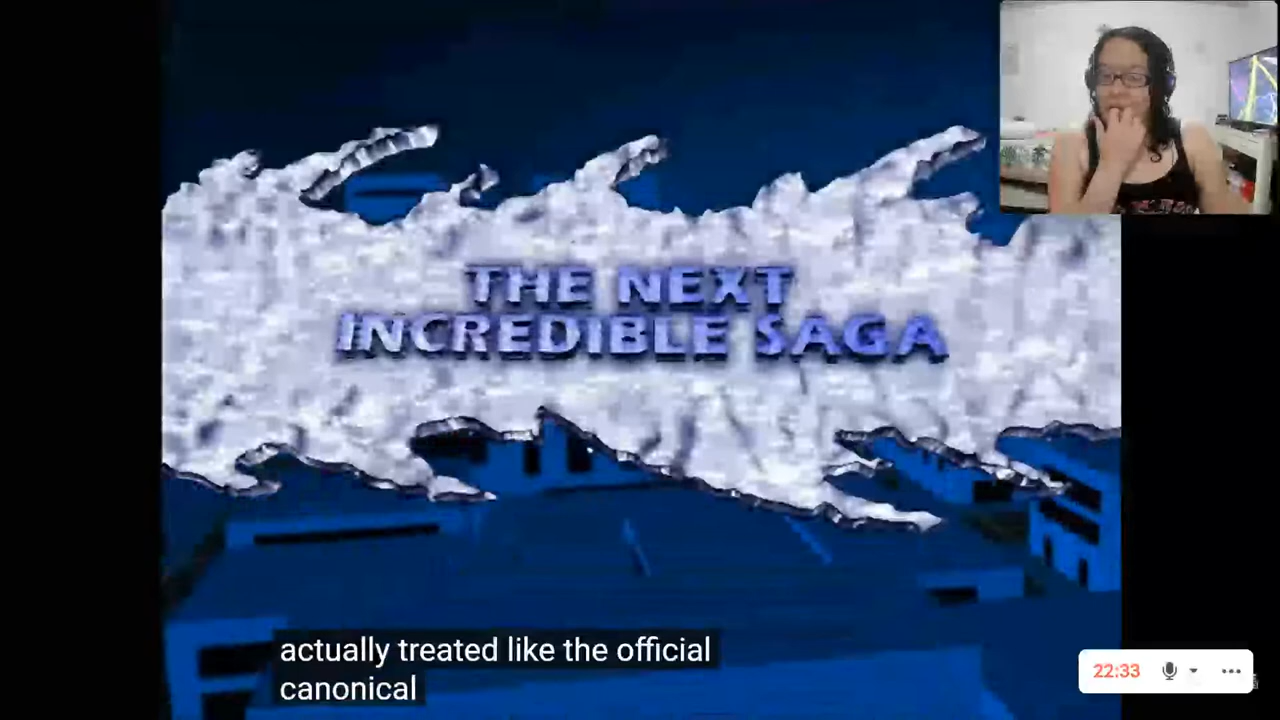 THE NEXT
INCREDIBLE SAGA
actually treated like the official
canonical
22:33